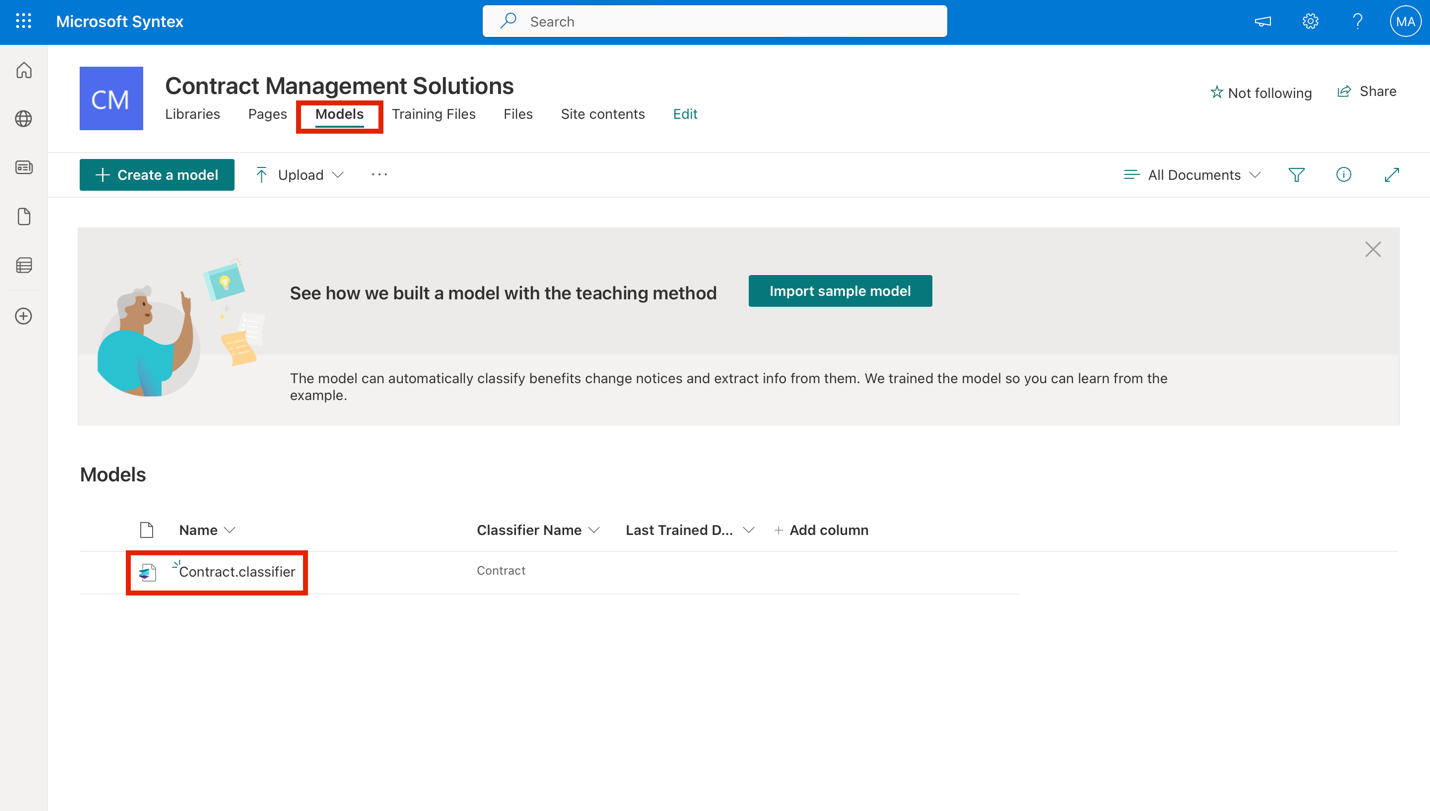 Microsoft Syntex
Search
MA
CM
Contract Management Solutions
Libraries Pages Models Training Files Files Site contents Edit
Not following Share
+ Create a model Upload ··· All Documents
See how we built a model with the teaching method Import sample model
The model can automatically classify benefits change notices and extract info from them. We trained the model so you can learn from the
example.
Models
Name Classifier Name Last Trained D... + Add column
Contract.classifier Contract